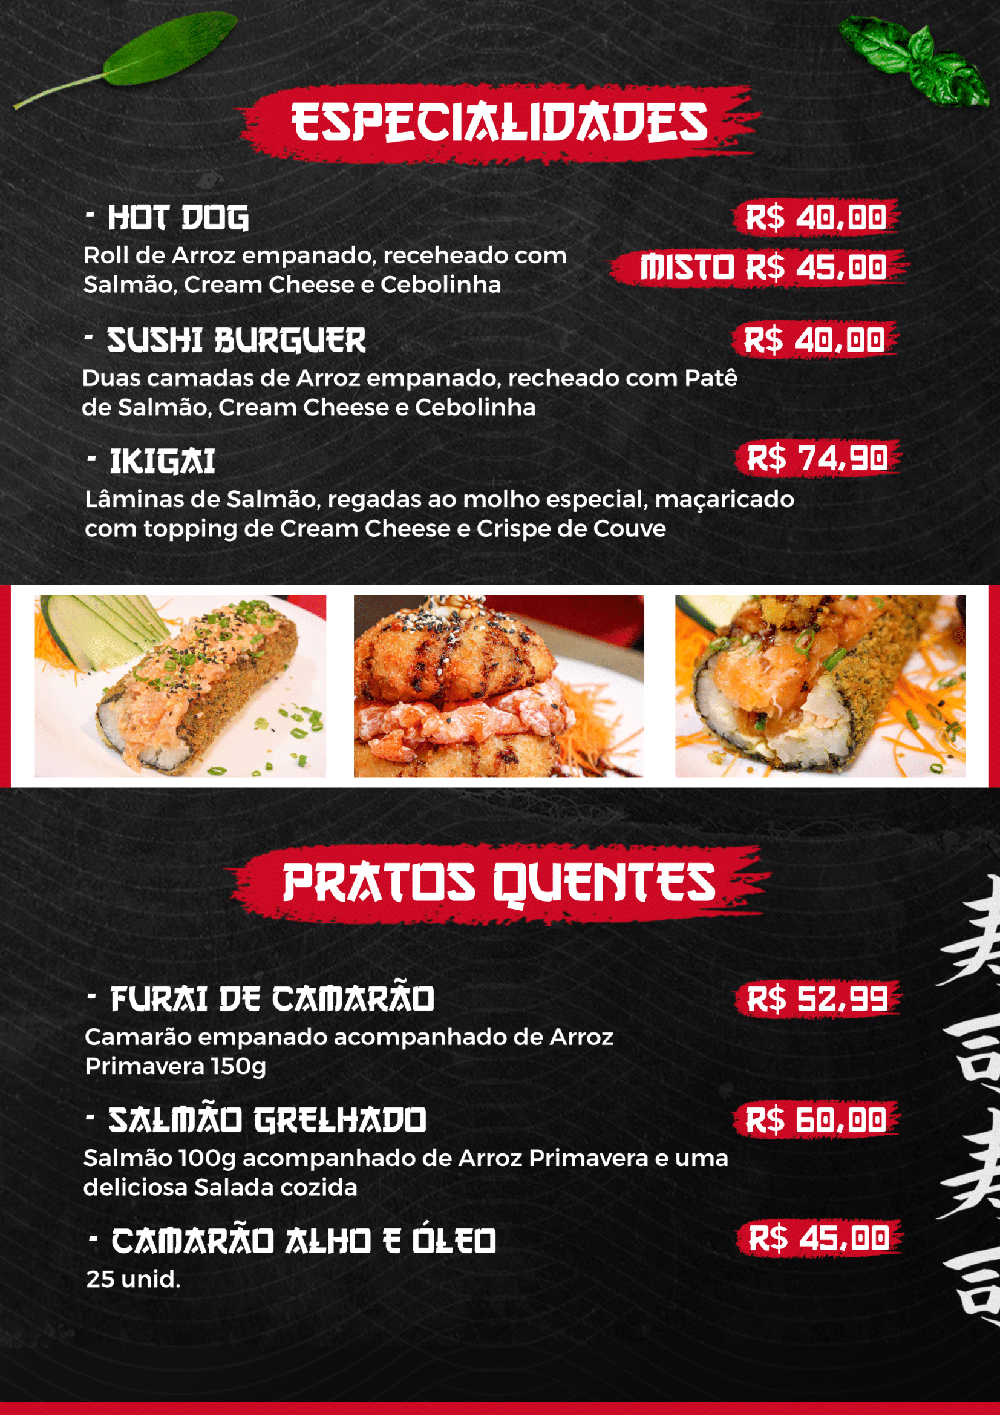 ESPECIALIDADES
- HOT DOG R$ 40,00
Roll de Arroz empanado, receheado com
Salmão, Cream Cheese e Cebolinha
MISTO R$ 45,00
- SUSHI BURGUER R$ 40,00
Duas camadas de Arroz empanado, recheado com Patê
de Salmão, Cream Cheese e Cebolinha
- IKIGAI R$ 74,90
Lâminas de Salmão, regadas ao molho especial, maçaricado
com topping de Cream Cheese e Crispe de Couve
PRATOS QUENTES
- FURAI DE CAMARÃO R$ 52,99
Camarão empanado acompanhado de Arroz
Primavera 150g
- SALMÃO GRELHADO R$ 60,00
Salmão 100g acompanhado de Arroz Primavera e uma
deliciosa Salada cozida
- CAMARÃO ALHO E ÓLEO R$ 45,00
25 unid.
寿司寿司